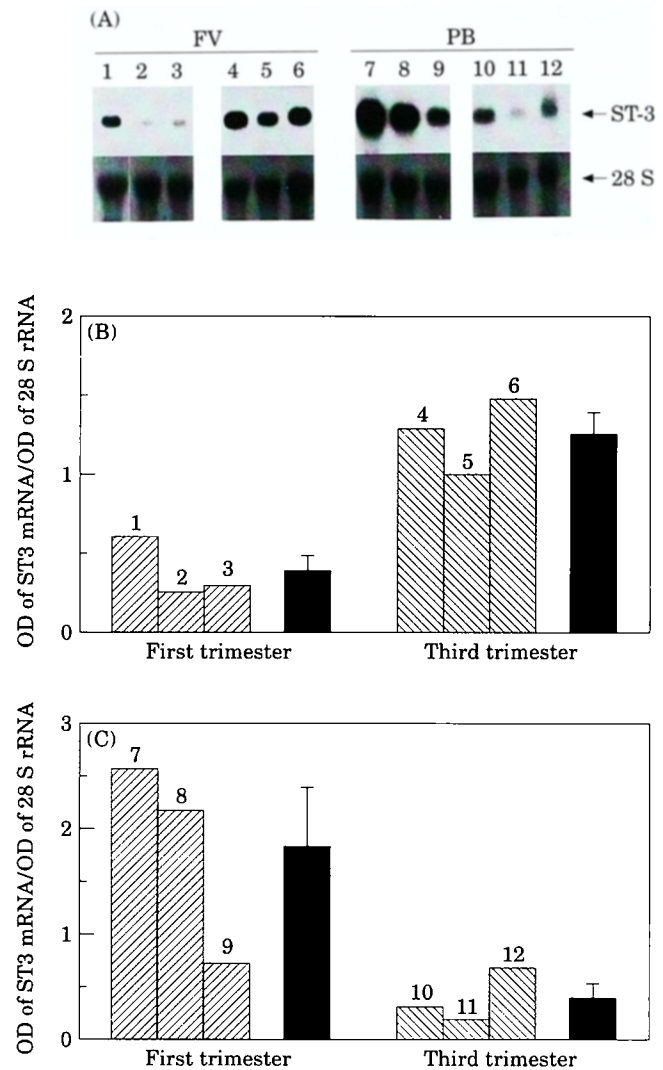 (A)
FV PB
1 2 3 4 5 6 7 8 9 10 11 12
ST-3
28 S
OD of ST3 mRNA/OD of 28 S rRNA
2
(B)
6
4
5
1
1
2 3
0
First trimester Third trimester
OD of ST3 mRNA/OD of 28 S rRNA
3
(C)
7
8
2
9
1
12
10
11
0
First trimester Third trimester